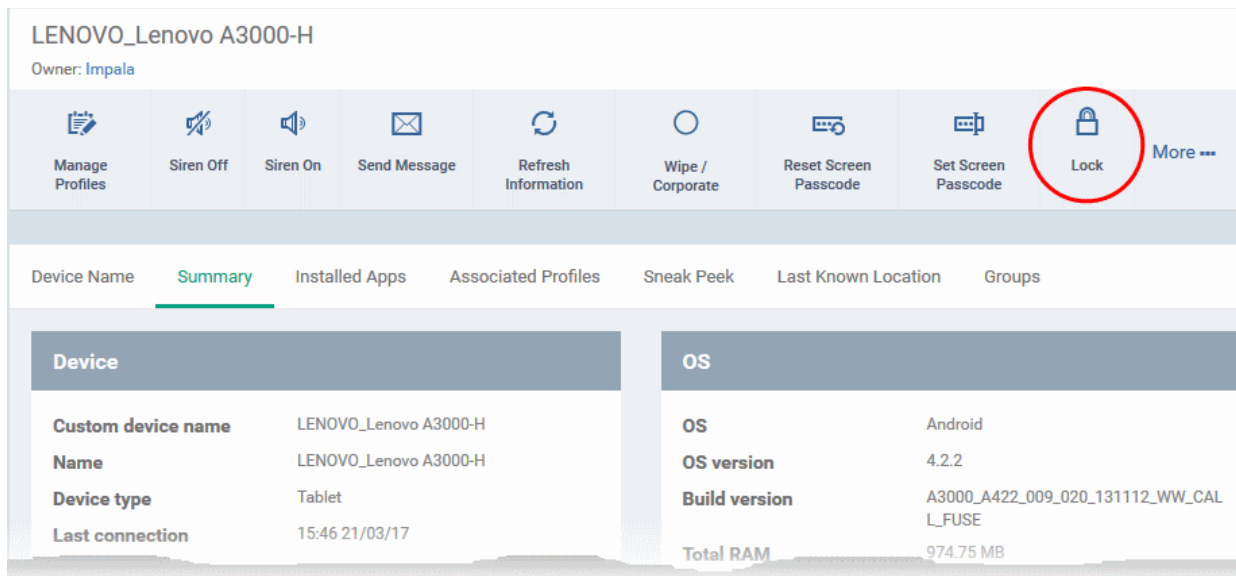 LENOVO_Lenovo A3000-H
Owner: Impala
Manage Profiles
Siren Off
Siren On
Send Message
Refresh Information
Wipe / Corporate
Reset Screen Passcode
Set Screen Passcode
Lock
More
Device Name Summary Installed Apps Associated Profiles Sneak Peek Last Known Location Groups
Device
Custom device name LENOVO_Lenovo A3000-H
Name LENOVO_Lenovo A3000-H
Device type Tablet
Last connection 15:46 21/03/17
OS
OS Android
OS version 4.2.2
Build version A3000_A422_009_020_131112_WW_CAL
L_FUSE
Total RAM 974.75 MB